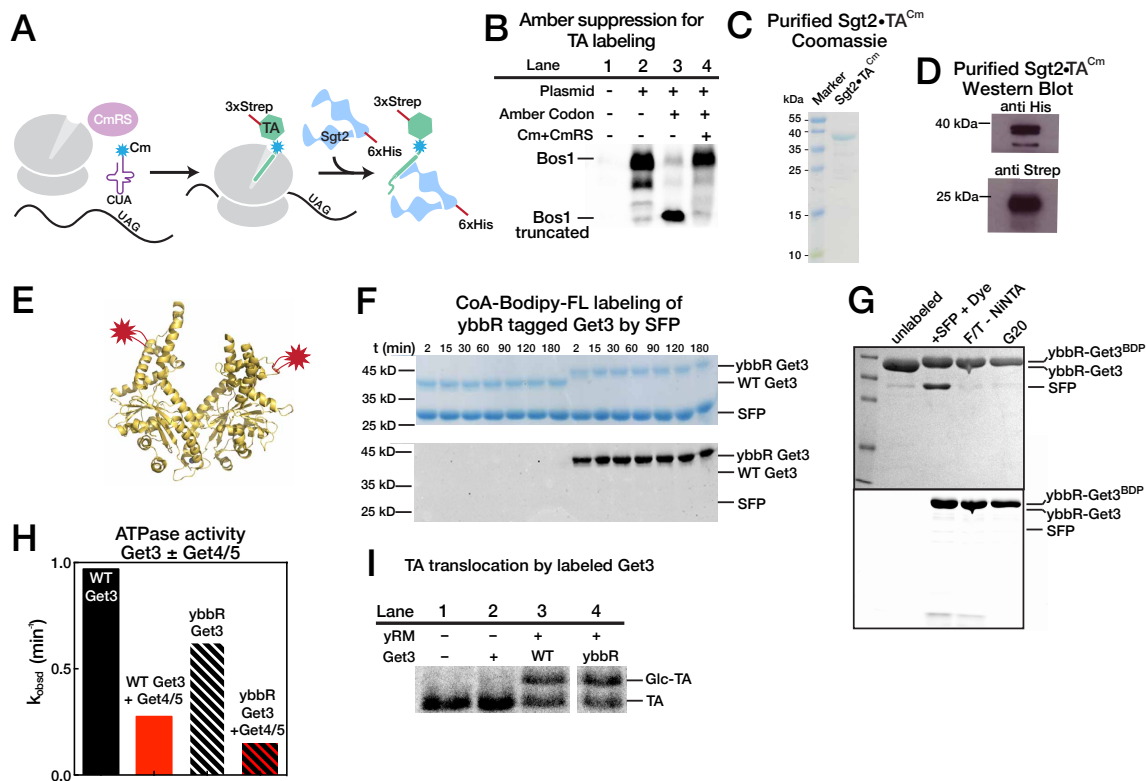 A
CmRS
Cm
CUA
UAG
3xStrep
TA
Sgt2
6xHis
UAG
3xStrep
6xHis
B
Amber suppression for
TA labeling
Lane 1 2 3 4
Plasmid - + + +
Amber Codon - - + +
Cm+CmRS - - - +
Bos1
Bos1
truncated
C
Purified Sgt2•TA^Cm
Coomassie
kDa Marker Sgt2•TA^Cm
55
40
35
25
15
10
D
Purified Sgt2•TA^Cm
Western Blot
anti His
40 kDa
anti Strep
25 kDa
E
F
CoA-Bodipy-FL labeling of
ybbR tagged Get3 by SFP
t (min) 2 15 30 60 90 120 180 2 15 30 60 90 120 180
45 kD
35 kD
25 kD
ybbR Get3
WT Get3
SFP
45 kD
35 kD
25 kD
ybbR Get3
WT Get3
SFP
G
unlabeled
+SFP + Dye
F/T - NiNTA
G20
ybbR-Get3^BDP
ybbR-Get3
SFP
ybbR-Get3^BDP
ybbR-Get3
SFP
H
ATPase activity
Get3 ± Get4/5
k_obsd (min⁻¹)
1.0
0.5
0.0
WT
Get3
WT Get3
+ Get4/5
ybbR
Get3
ybbR
Get3
+Get4/5
I
TA translocation by labeled Get3
Lane 1 2 3 4
yRM - - + +
Get3 - + WT ybbR
Glc-TA
TA